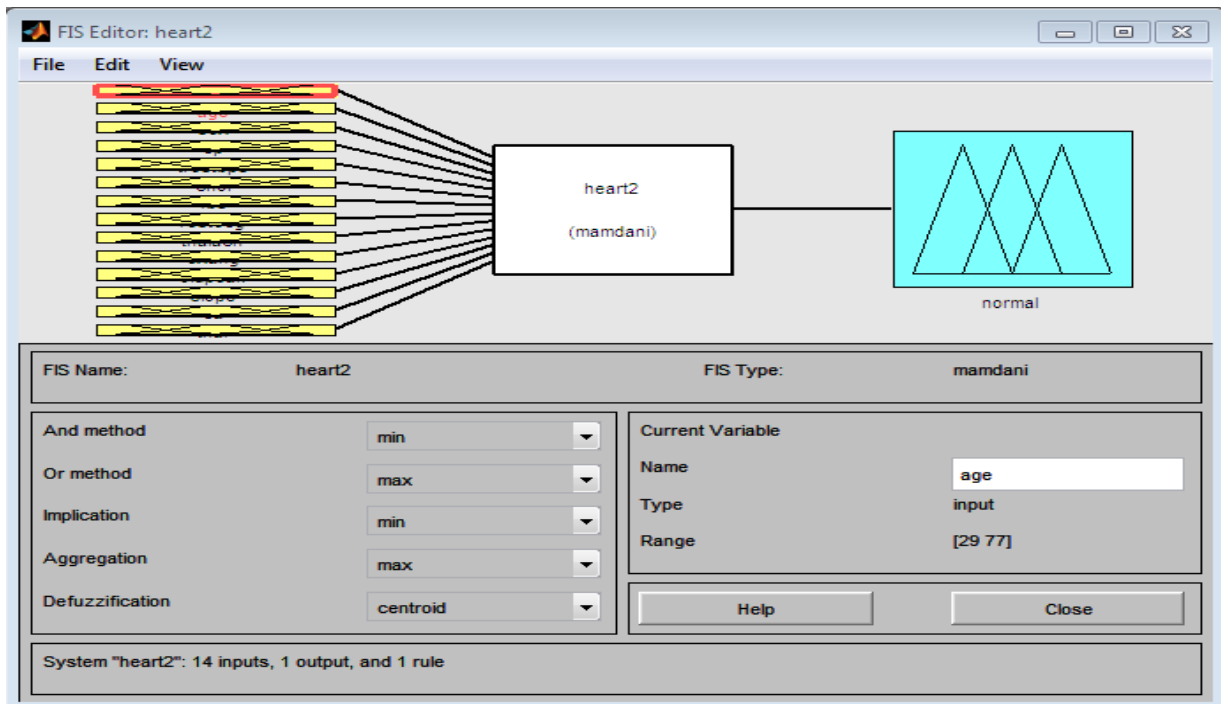 FIS Editor: heart2
File Edit View
age
slope
heart2
(mamdani)
normal
FIS Name: heart2 FIS Type: mamdani
And method min
Or method max
Implication min
Aggregation max
Defuzzification centroid
Current Variable
Name age
Type input
Range [29 77]
Help Close
System "heart2": 14 inputs, 1 output, and 1 rule